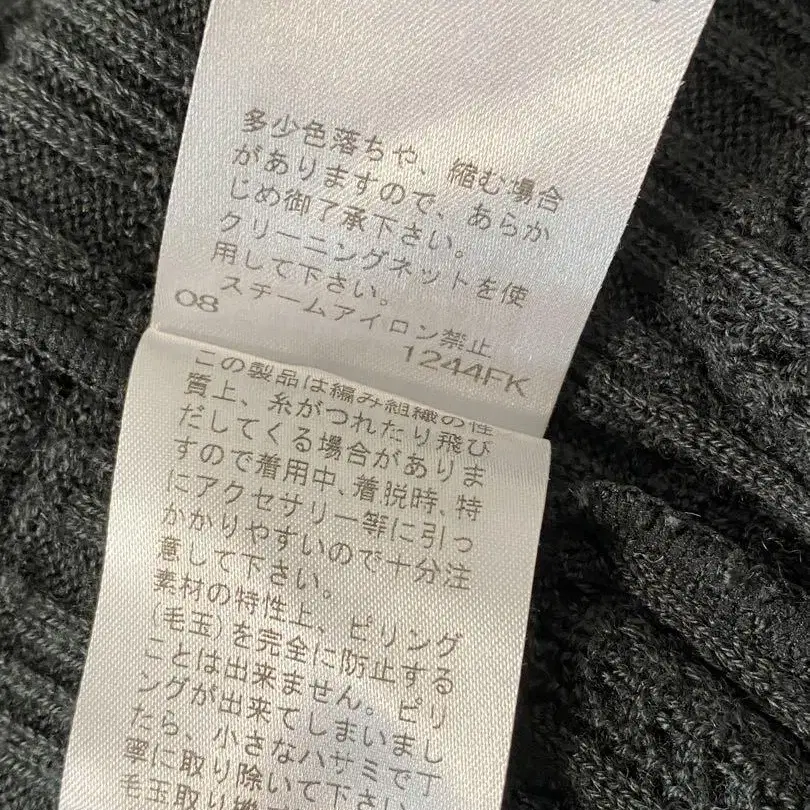 多少色落ちや、縮む場合
がありますので、あらか
じめ御了承下さい。
クリーニングネットを使
用して下さい。
スチームアイロン禁止
08
1244FK
この製品は編み組織の性
質上、糸がつれたり飛び
だしてくる場合がありま
すので着用中、着脱時、特
にアクセサリー等に引っ
かかりやすいので十分注
意して下さい。
素材の特性上、ピリング
(毛玉)を完全に防止する
ことは出来ません。ピリ
ングが出来てしまいまし
たら、小さなハサミで丁
寧に取り除いて下さい
毛玉取り